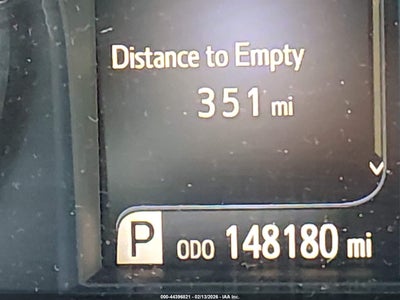 Distance to Empty
351 mi
P ODO 148180 mi
000-44396821 - 02/13/2026 - IAA Inc.